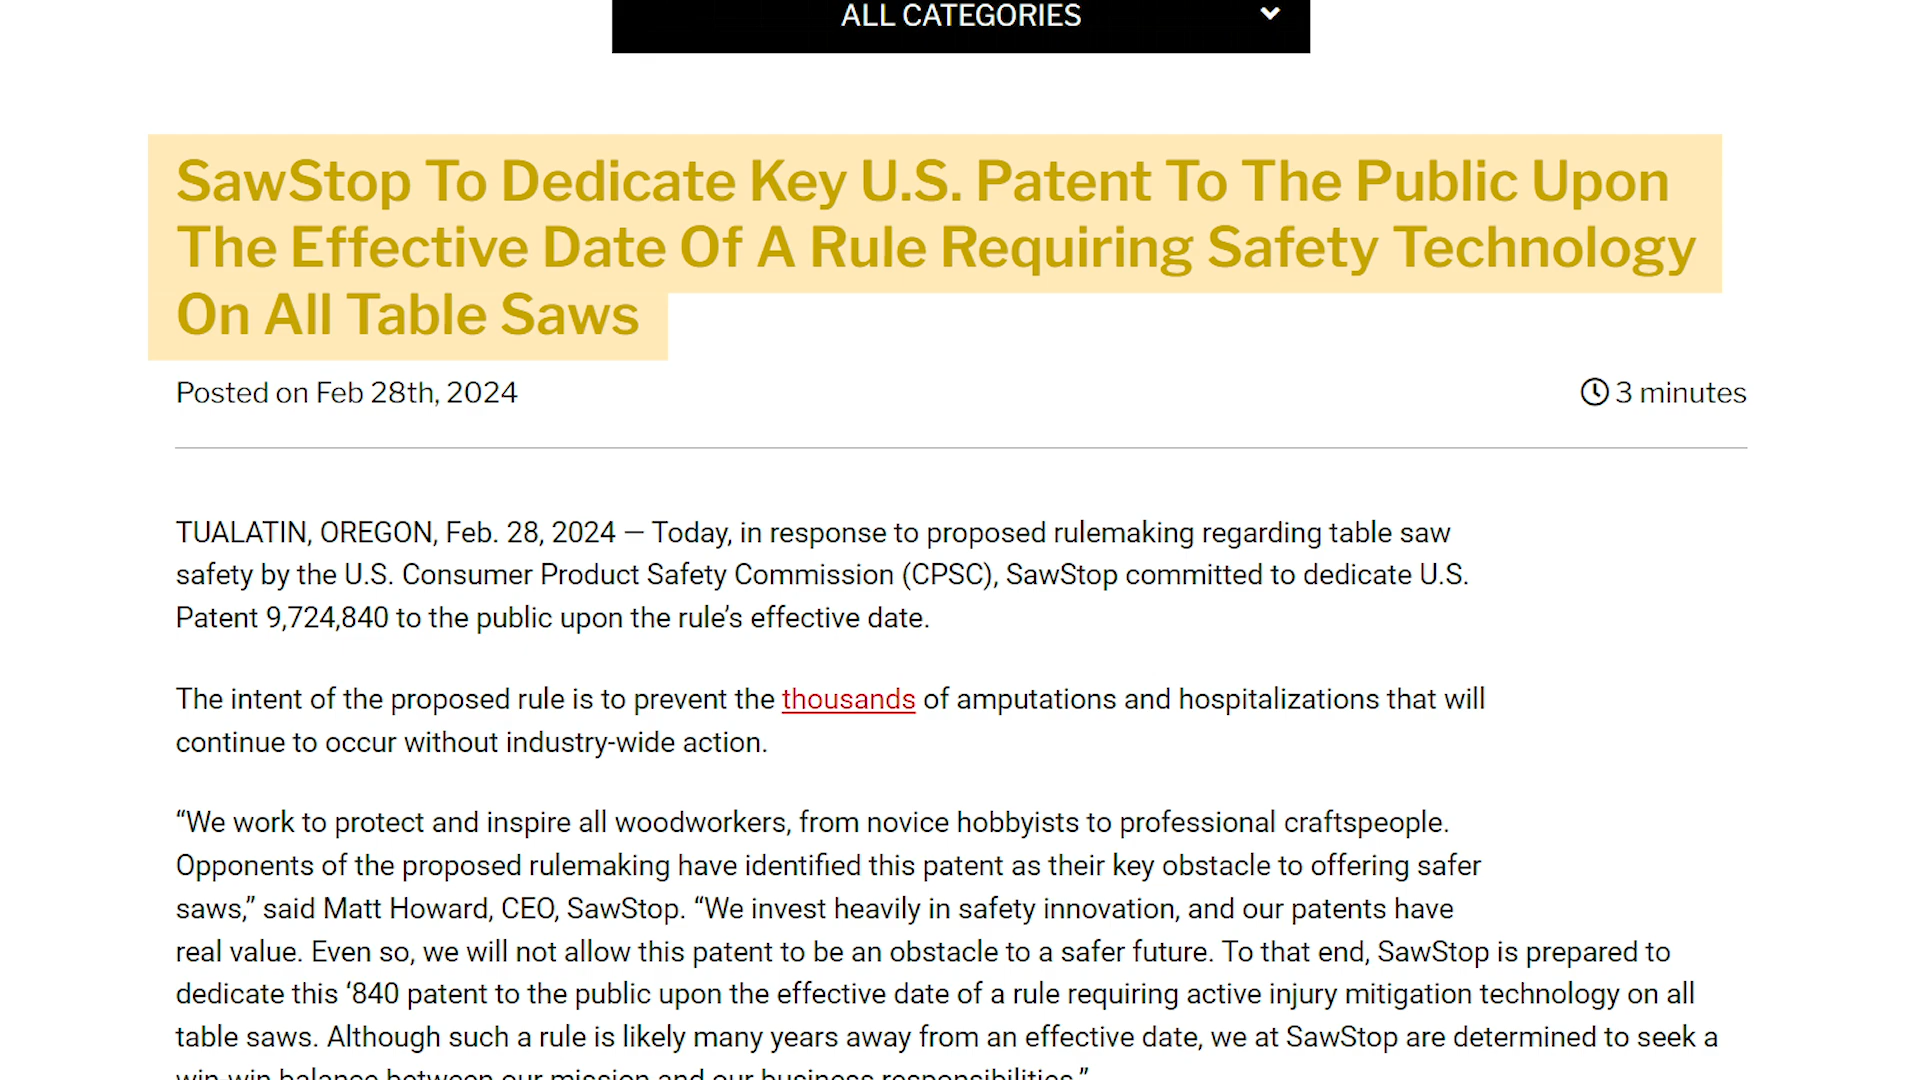 ALL CATEGORIES
SawStop To Dedicate Key U.S. Patent To The Public Upon
The Effective Date Of A Rule Requiring Safety Technology
On All Table Saws
Posted on Feb 28th, 2024
3 minutes
TUALATIN, OREGON, Feb. 28, 2024 — Today, in response to proposed rulemaking regarding table saw
safety by the U.S. Consumer Product Safety Commission (CPSC), SawStop committed to dedicate U.S.
Patent 9,724,840 to the public upon the rule’s effective date.
The intent of the proposed rule is to prevent the thousands of amputations and hospitalizations that will
continue to occur without industry-wide action.
“We work to protect and inspire all woodworkers, from novice hobbyists to professional craftspeople.
Opponents of the proposed rulemaking have identified this patent as their key obstacle to offering safer
saws,” said Matt Howard, CEO, SawStop. “We invest heavily in safety innovation, and our patents have
real value. Even so, we will not allow this patent to be an obstacle to a safer future. To that end, SawStop is prepared to
dedicate this ‘840 patent to the public upon the effective date of a rule requiring active injury mitigation technology on all
table saws. Although such a rule is likely many years away from an effective date, we at SawStop are determined to seek a
win-win balance between our mission and our business responsibilities.”